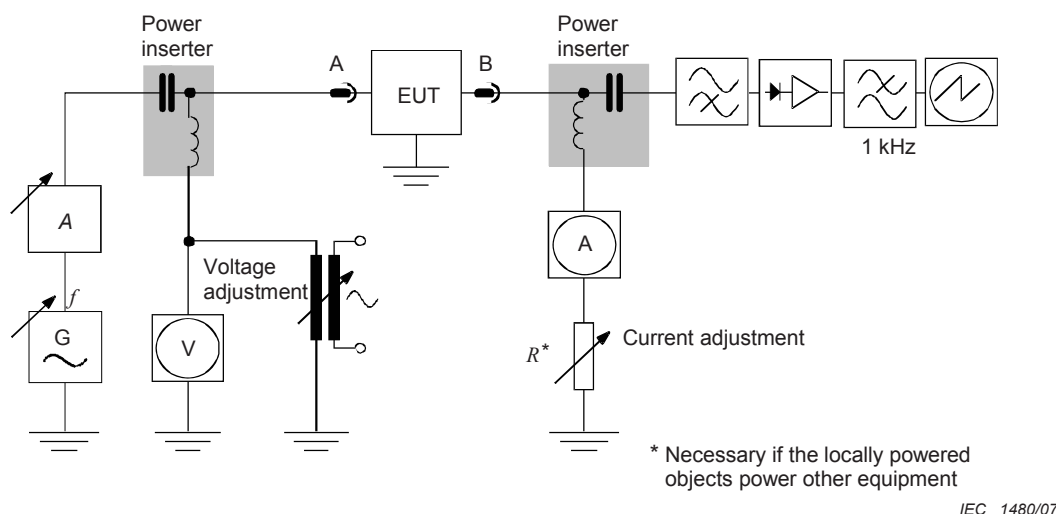 Power
inserter
Power
inserter
A
B
EUT
1 kHz
A
Voltage
adjustment
A
f
G
V
R*
Current adjustment
* Necessary if the locally powered
objects power other equipment
IEC 1480/07